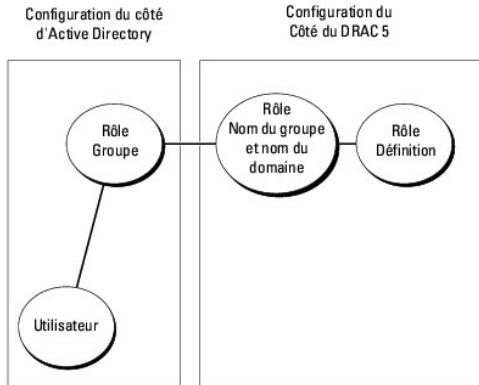 Configuration du côté
d'Active Directory
Configuration du
Côté du DRAC 5
Rôle
Groupe
Rôle
Nom du groupe
et nom du
domaine
Rôle
Définition
Utilisateur